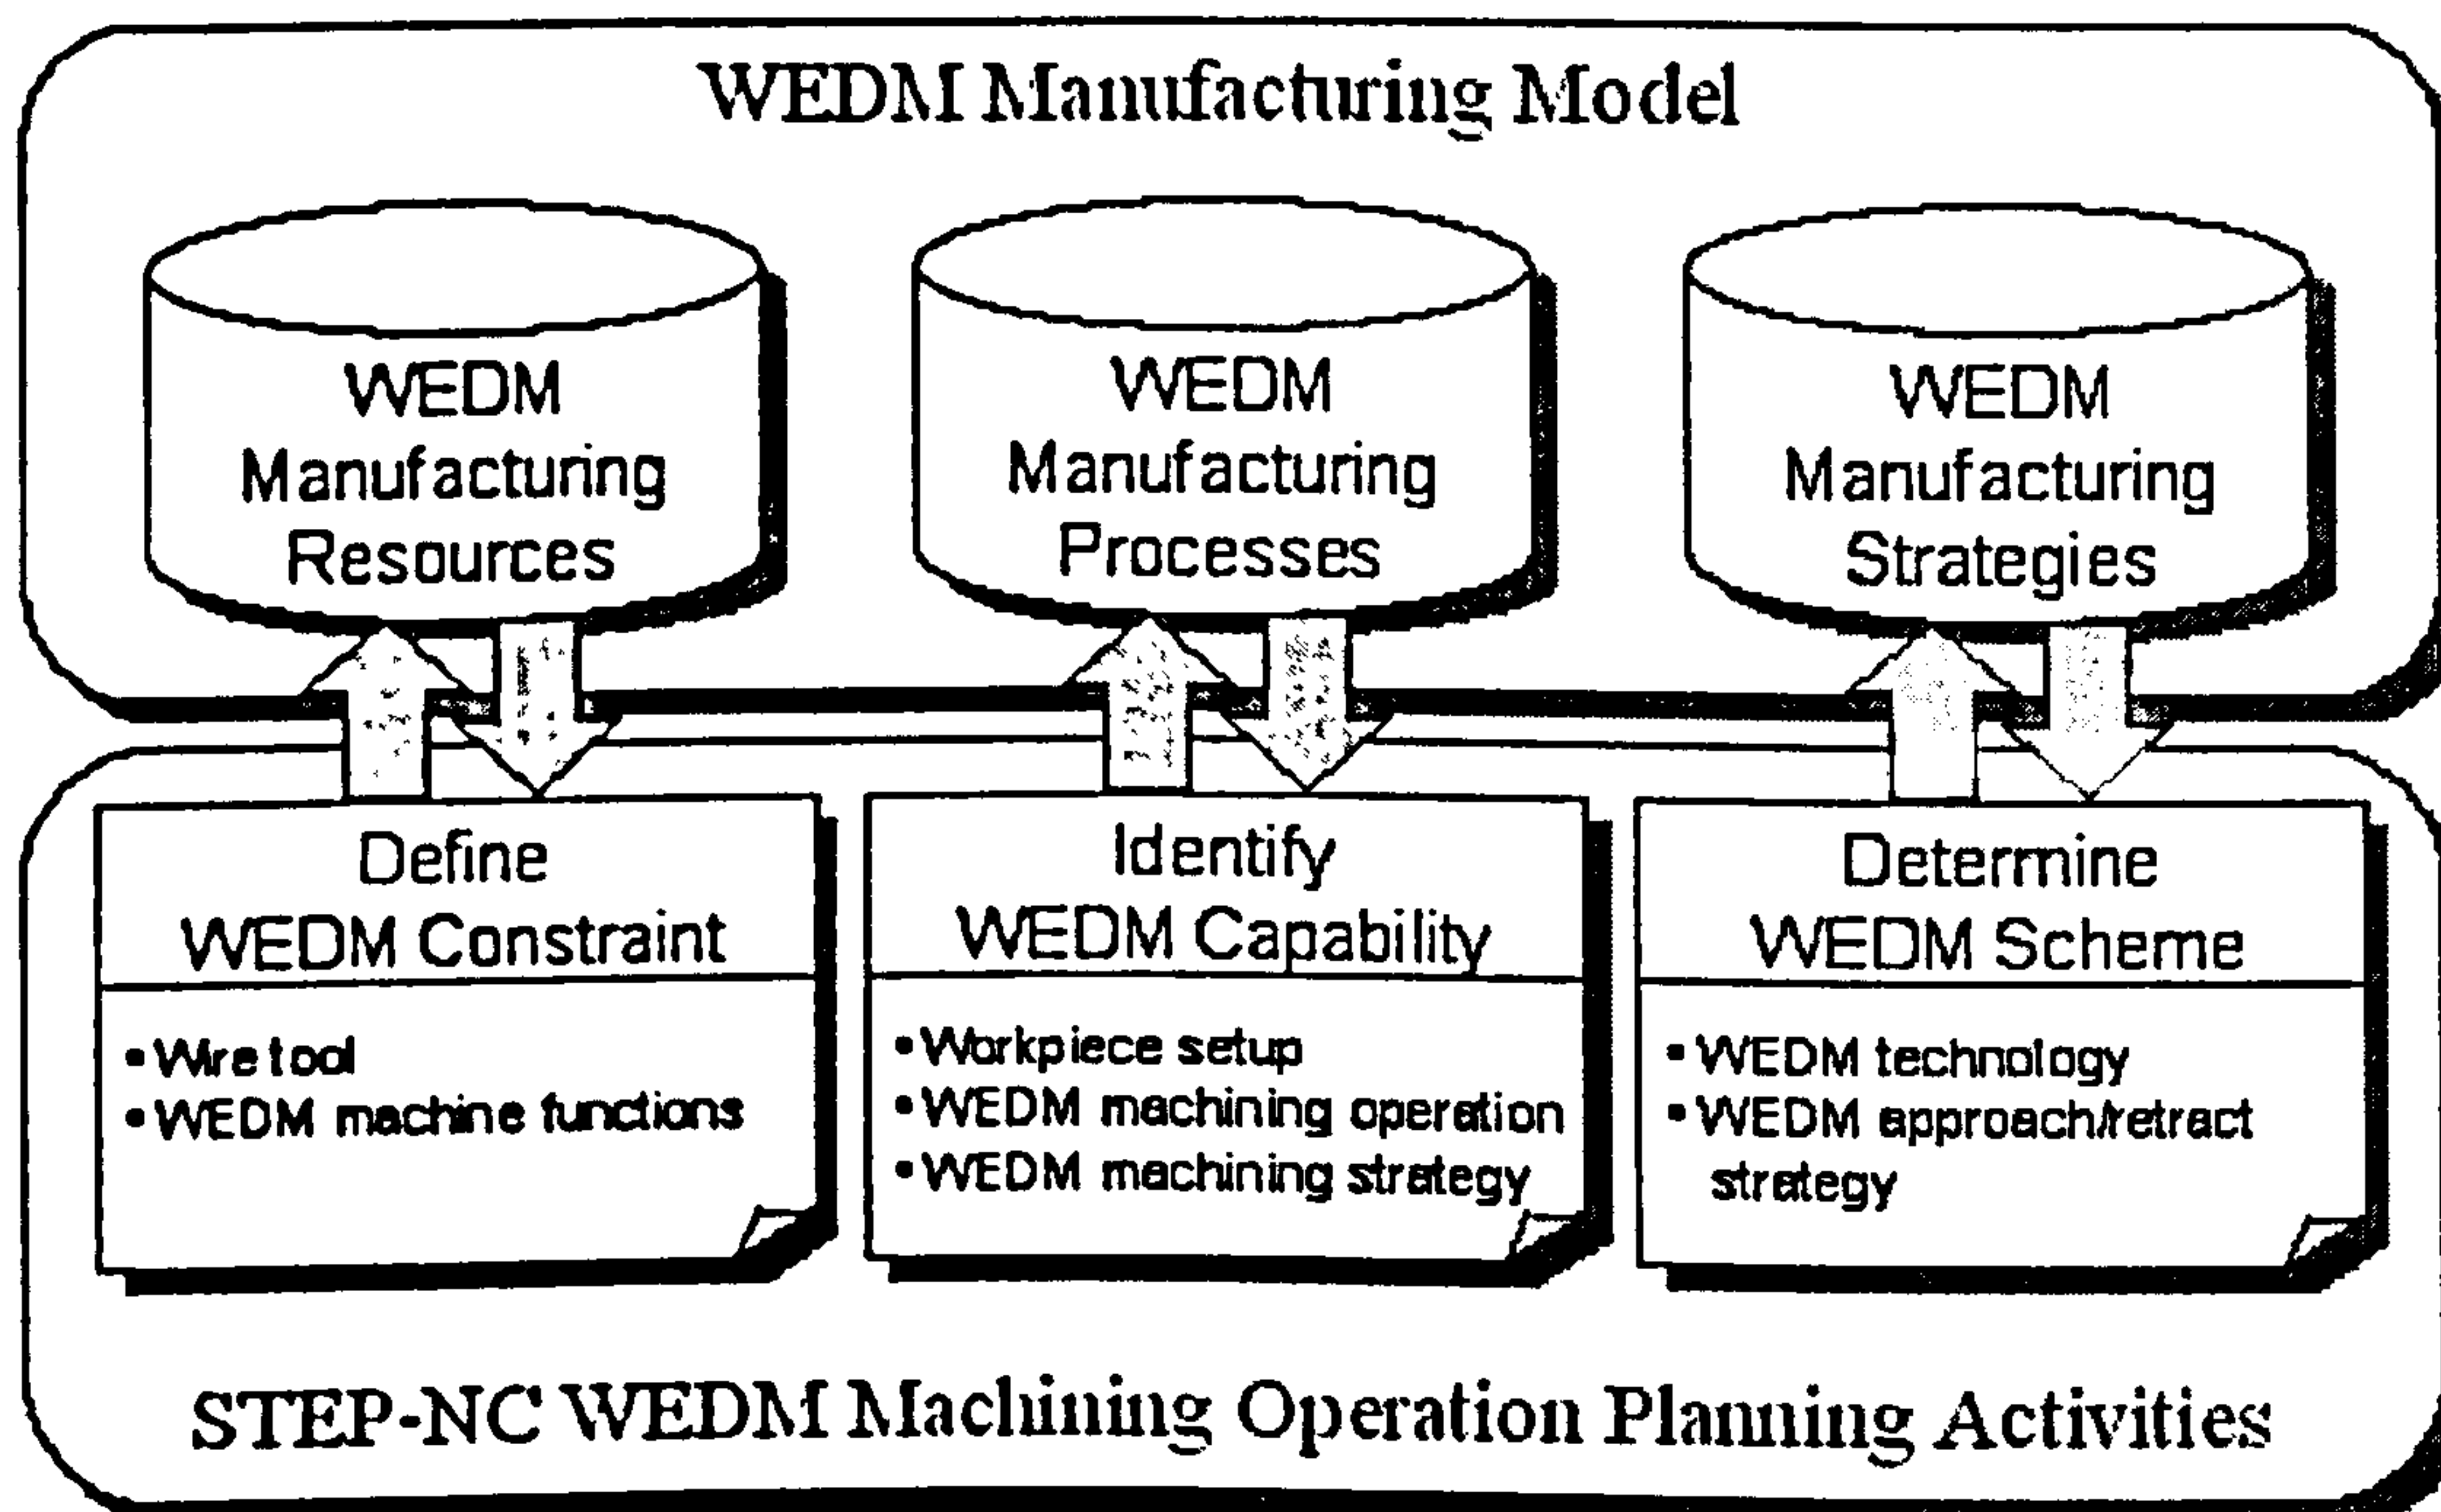 WEDM Manufacturing Model
WEDM
Manufacturing
Resources
WEDM
Manufacturing
Processes
WEDM
Manufacturing
Strategies
Define
WEDM Constraint
•Wire tool
•WEDM machine functions
Identify
WEDM Capability
•Workpiece setup
•WEDM machining operation
•WEDM machining strategy
Determine
WEDM Scheme
•WEDM technology
•WEDM approach/retract
strategy
STEP-NC WEDM Machining Operation Planning Activities